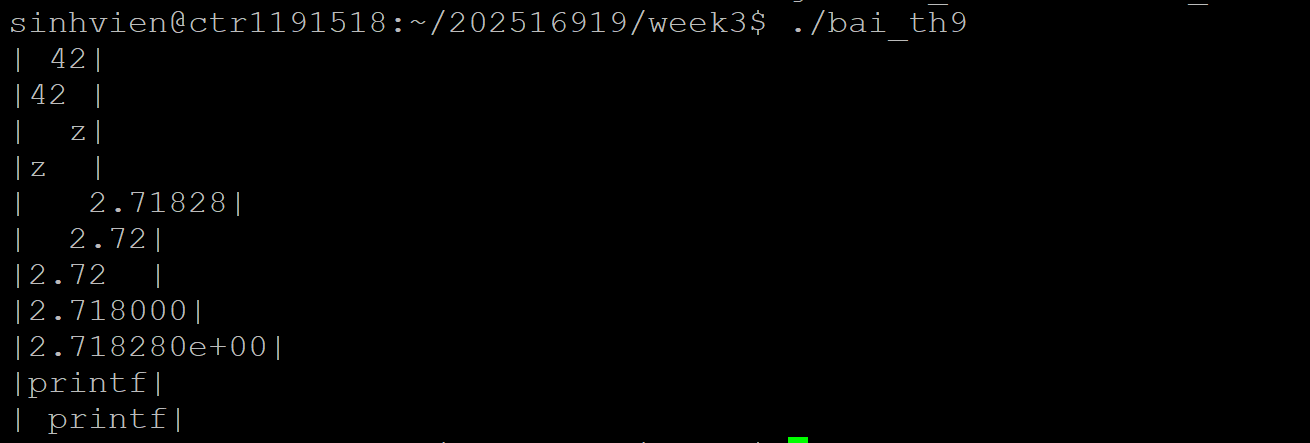 sinhvien@ctr1191518:~/202516919/week3$ ./bai_th9
| 42|
|42 |
|  z|
|z  |
|   2.71828|
|  2.72|
|2.72  |
|2.718000|
|2.718280e+00|
|printf|
| printf|